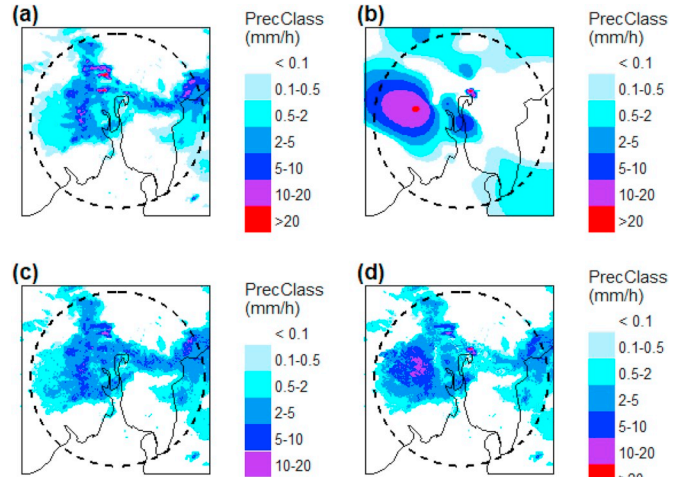 (a)
PrecClass
(mm/h)
< 0.1
0.1-0.5
0.5-2
2-5
5-10
10-20
>20
(b)
PrecClass
(mm/h)
< 0.1
0.1-0.5
0.5-2
2-5
5-10
10-20
>20
(c)
PrecClass
(mm/h)
< 0.1
0.1-0.5
0.5-2
2-5
5-10
10-20
(d)
PrecClass
(mm/h)
< 0.1
0.1-0.5
0.5-2
2-5
5-10
10-20